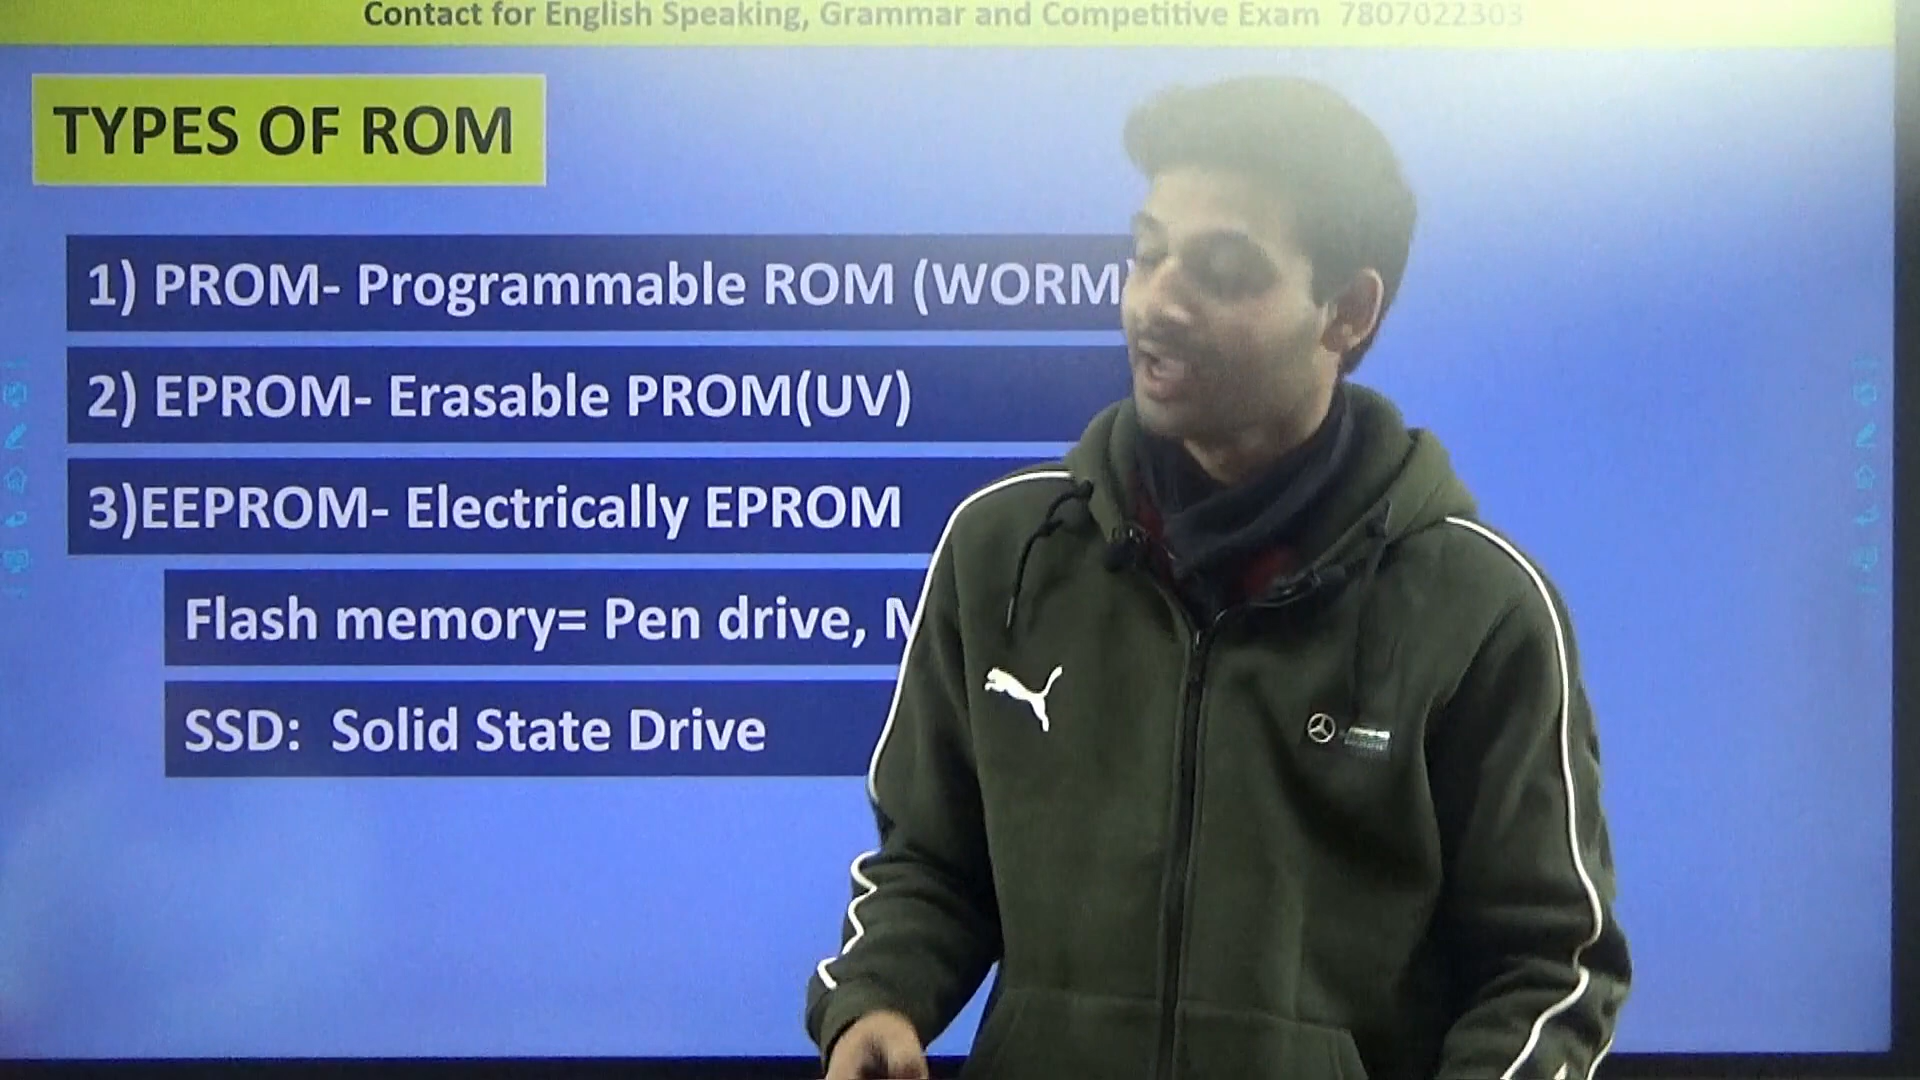 Contact for English Speaking, Grammar and Competitive Exam 7807022303
TYPES OF ROM
1) PROM- Programmable ROM (WORM)
2) EPROM- Erasable PROM(UV)
3)EEPROM- Electrically EPROM
Flash memory= Pen drive,
SSD: Solid State Drive